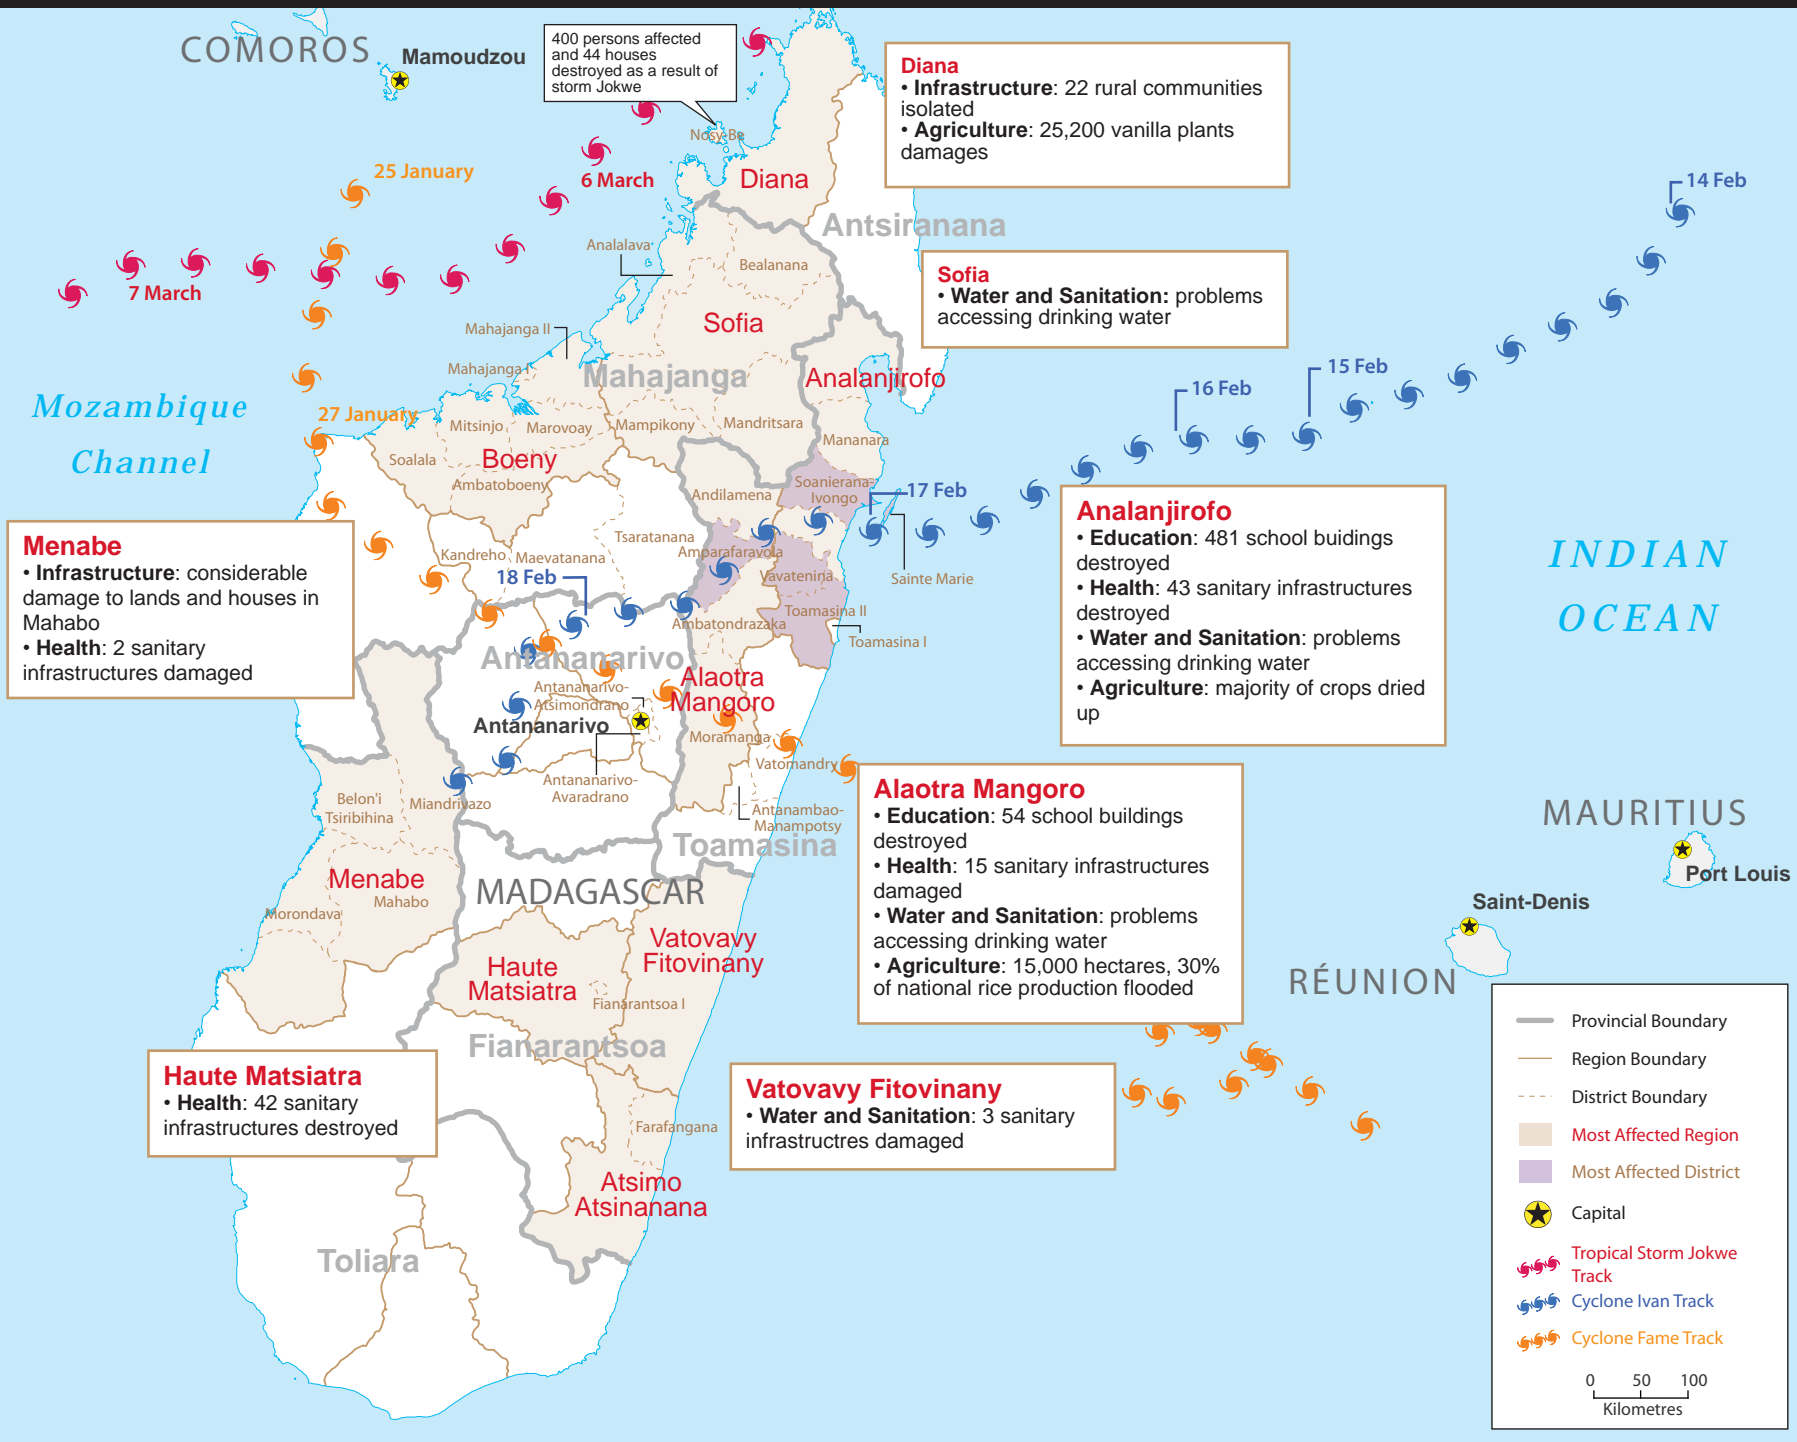 COMOROS
Mamoudzou
400 persons affected
and 44 houses
destroyed as a result of
storm Jokwe
Nosy-Be
Diana
• Infrastructure: 22 rural communities
isolated
• Agriculture: 25,200 vanilla plants
damages
25 January
6 March
7 March
Diana
Antsiranana
14 Feb
Analalava
Bealanana
Sofia
• Water and Sanitation: problems
accessing drinking water
Sofia
Mahajanga II
Mahajanga I
Mahajanga
Analanjirofo
15 Feb
16 Feb
Mozambique
Channel
27 January
Mitsinjo
Marovoay
Mampikony
Mandritsara
Mananara
Soalala
Boeny
Ambatoboeny
Andilamena
Soanierana-
Ivongo
17 Feb
Analanjirofo
• Education: 481 school buidings
destroyed
• Health: 43 sanitary infrastructures
destroyed
• Water and Sanitation: problems
accessing drinking water
• Agriculture: majority of crops dried
up
INDIAN
OCEAN
Menabe
• Infrastructure: considerable
damage to lands and houses in
Mahabo
• Health: 2 sanitary
infrastructures damaged
Kandreho
Maevatanana
Tsaratanana
Amparafaravola
Vavatenina
Sainte Marie
18 Feb
Toamasina II
Ambatondrazaka
Toamasina I
Antananarivo
Alaotra
Mangoro
Antananarivo-
Atsimondrano
Antananarivo
Moramanga
Vatomandry
Antananarivo-
Avaradrano
Antanambao-
Manampotsy
Belon'i
Tsiribihina
Miandrivazo
Toamasina
Alaotra Mangoro
• Education: 54 school buildings
destroyed
• Health: 15 sanitary infrastructures
damaged
• Water and Sanitation: problems
accessing drinking water
• Agriculture: 15,000 hectares, 30%
of national rice production flooded
MAURITIUS
Port Louis
Saint-Denis
RÉUNION
Menabe
Mahabo
Morondava
MADAGASCAR
Vatovavy
Fitovinany
Haute
Matsiatra
Fianarantsoa I
Fianarantsoa
Haute Matsiatra
• Health: 42 sanitary
infrastructures destroyed
Vatovavy Fitovinany
• Water and Sanitation: 3 sanitary
infrastructres damaged
Farafangana
Atsimo
Atsinanana
Toliara
Provincial Boundary
Region Boundary
District Boundary
Most Affected Region
Most Affected District
Capital
Tropical Storm Jokwe
Track
Cyclone Ivan Track
Cyclone Fame Track
0 50 100
Kilometres